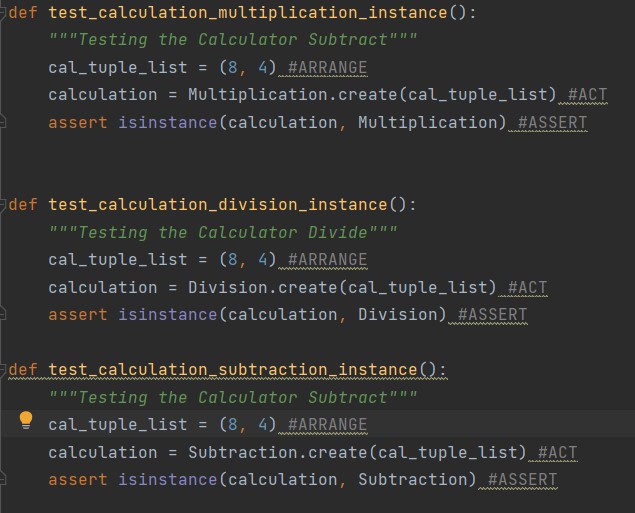 def test_calculation_multiplication_instance():
"""Testing the Calculator Subtract"""
cal_tuple_list = (8, 4) #ARRANGE
calculation = Multiplication.create(cal_tuple_list) #ACT
assert isinstance(calculation, Multiplication) #ASSERT
def test_calculation_division_instance():
"""Testing the Calculator Divide"""
cal_tuple_list = (8, 4) #ARRANGE
calculation = Division.create(cal_tuple_list) #ACT
assert isinstance(calculation, Division) #ASSERT
def test_calculation_subtraction_instance():
"""Testing the Calculator Subtract"""
cal_tuple_list = (8, 4) #ARRANGE
calculation = Subtraction.create(cal_tuple_list) #ACT
assert isinstance(calculation, Subtraction) #ASSERT